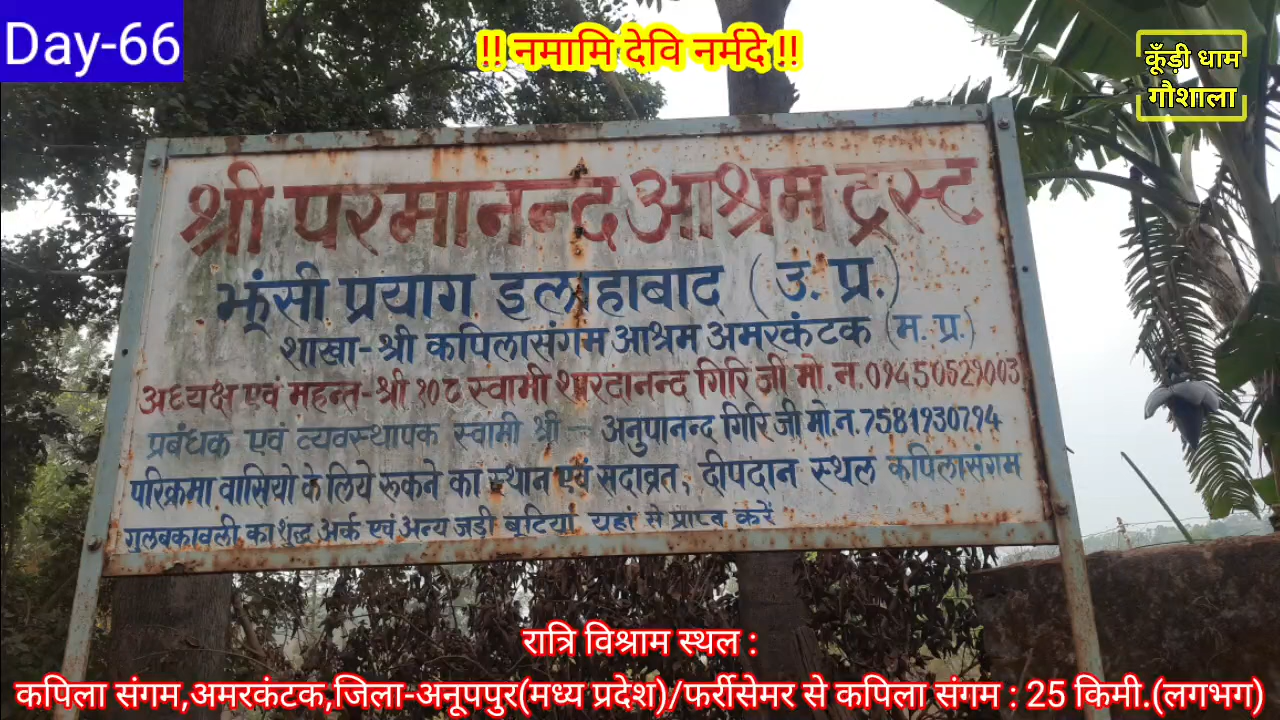 Day-66
!! नमामि देवि नर्मदे !!
कूँड़ी धाम
गौशाला
श्री परमानन्द आश्रम ट्रस्ट
झूंसी प्रयाग इलाहाबाद (उ. प्र.)
शाखा-श्री कपिलासंगम आश्रम अमरकंटक (म. प्र.)
अध्यक्ष एवं महन्त-श्री १०८ स्वामी शारदानन्द गिरि जी मो. न. 09450529003
प्रबंधक एवं व्यवस्थापक स्वामी श्री - अनुपानन्द गिरि जी मो.न. 7581930794
परिक्रमा वासियो के लिये रुकने का स्थान एवं सदाव्रत, दीपदान स्थल कपिलासंगम
गुलबकावली का शुद्ध अर्क एवं अन्य जड़ी बूटियां यहां से प्राप्त करें
रात्रि विश्राम स्थल :
कपिला संगम,अमरकंटक,जिला-अनूपपुर(मध्य प्रदेश)/फर्रीसेमर से कपिला संगम : 25 किमी.(लगभग)